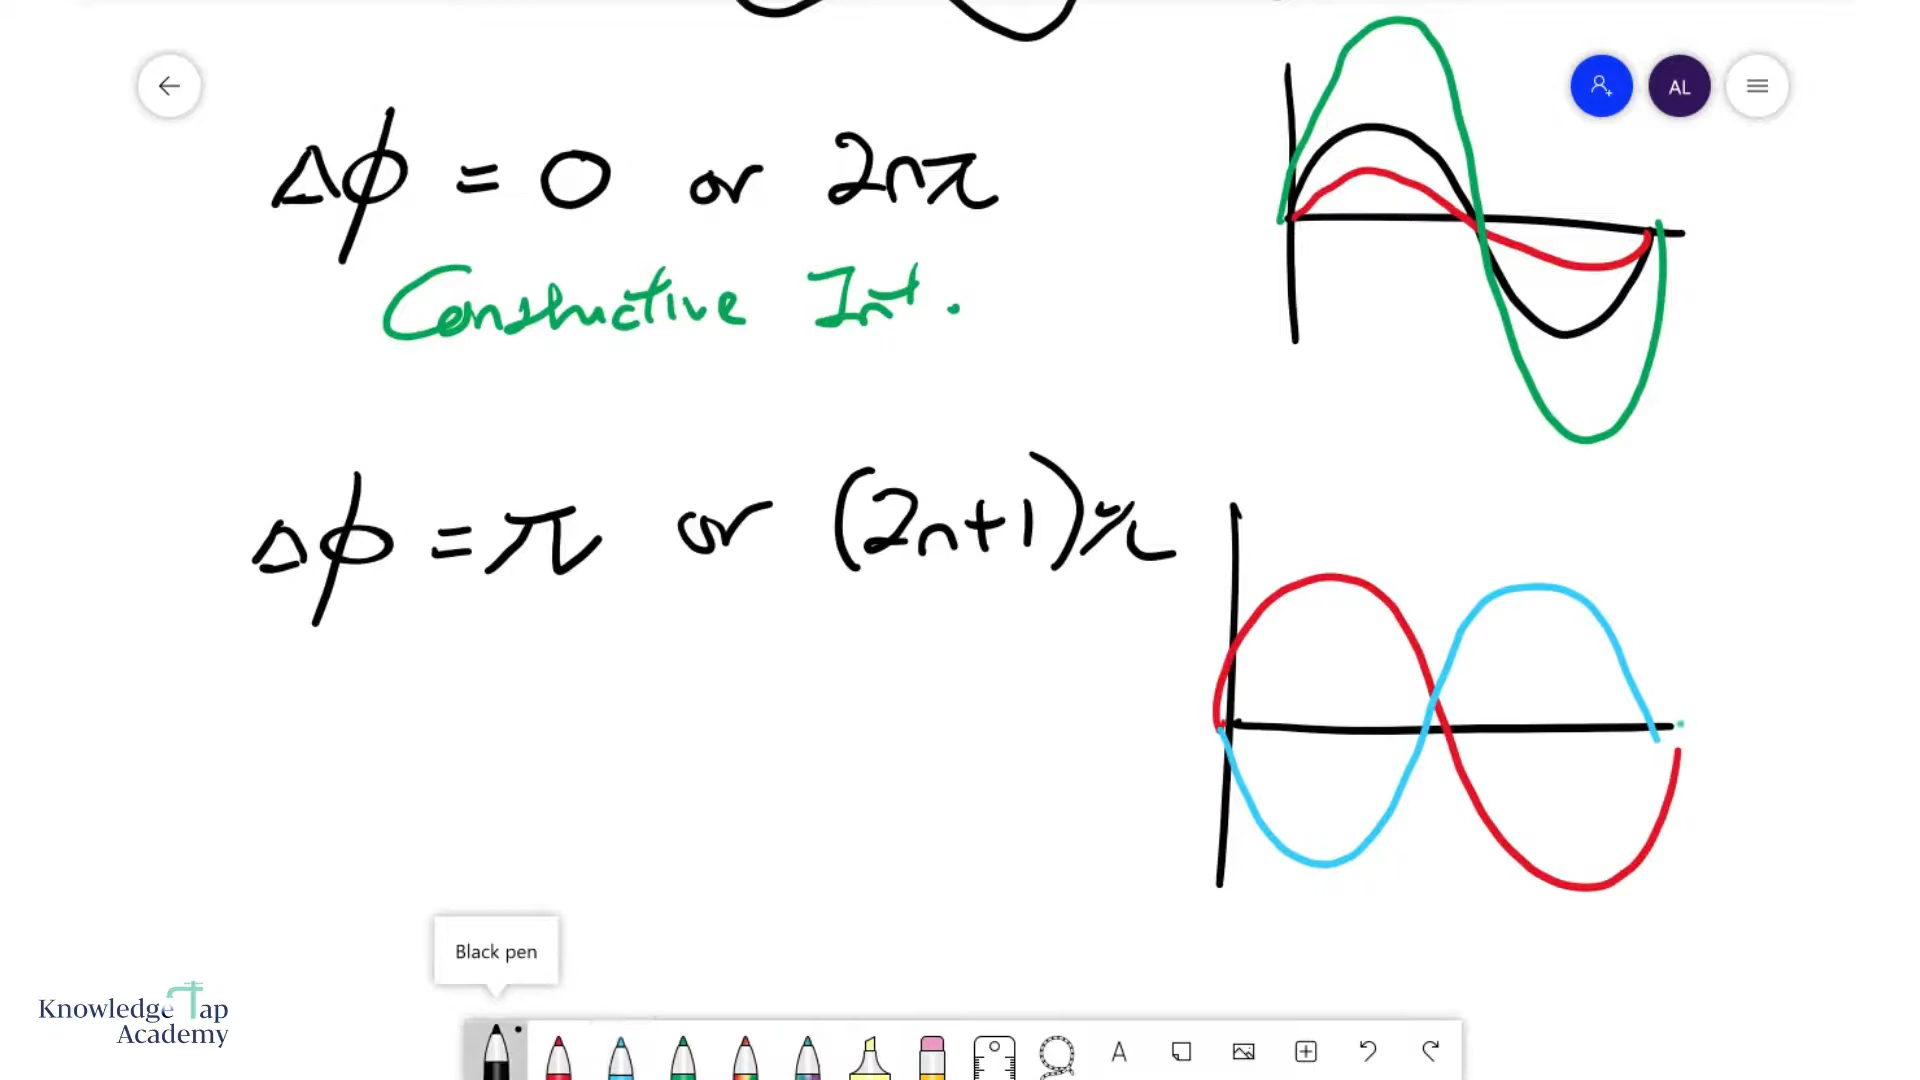 AL
Δϕ = 0 or 2nπ
Constructive Int.
Δϕ = π or (2n+1)π
Black pen
Knowledge Tap
Academy
A